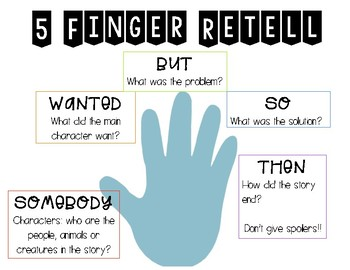 5 FINGER RETELL
BUT
What was the problem?
WANTED
What did the main
character want?
SO
What was the solution?
THEN
How did the story
end?
Don't give spoilers!!
SOMEBODY
Characters: who are the
people, animals or
creatures in the story?